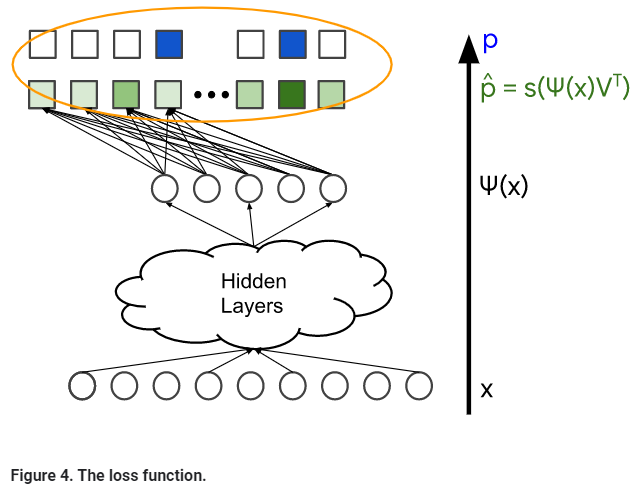 p
p̂ = s(Ψ(x)Vᵀ)
Ψ(x)
Hidden
Layers
x
Figure 4. The loss function.